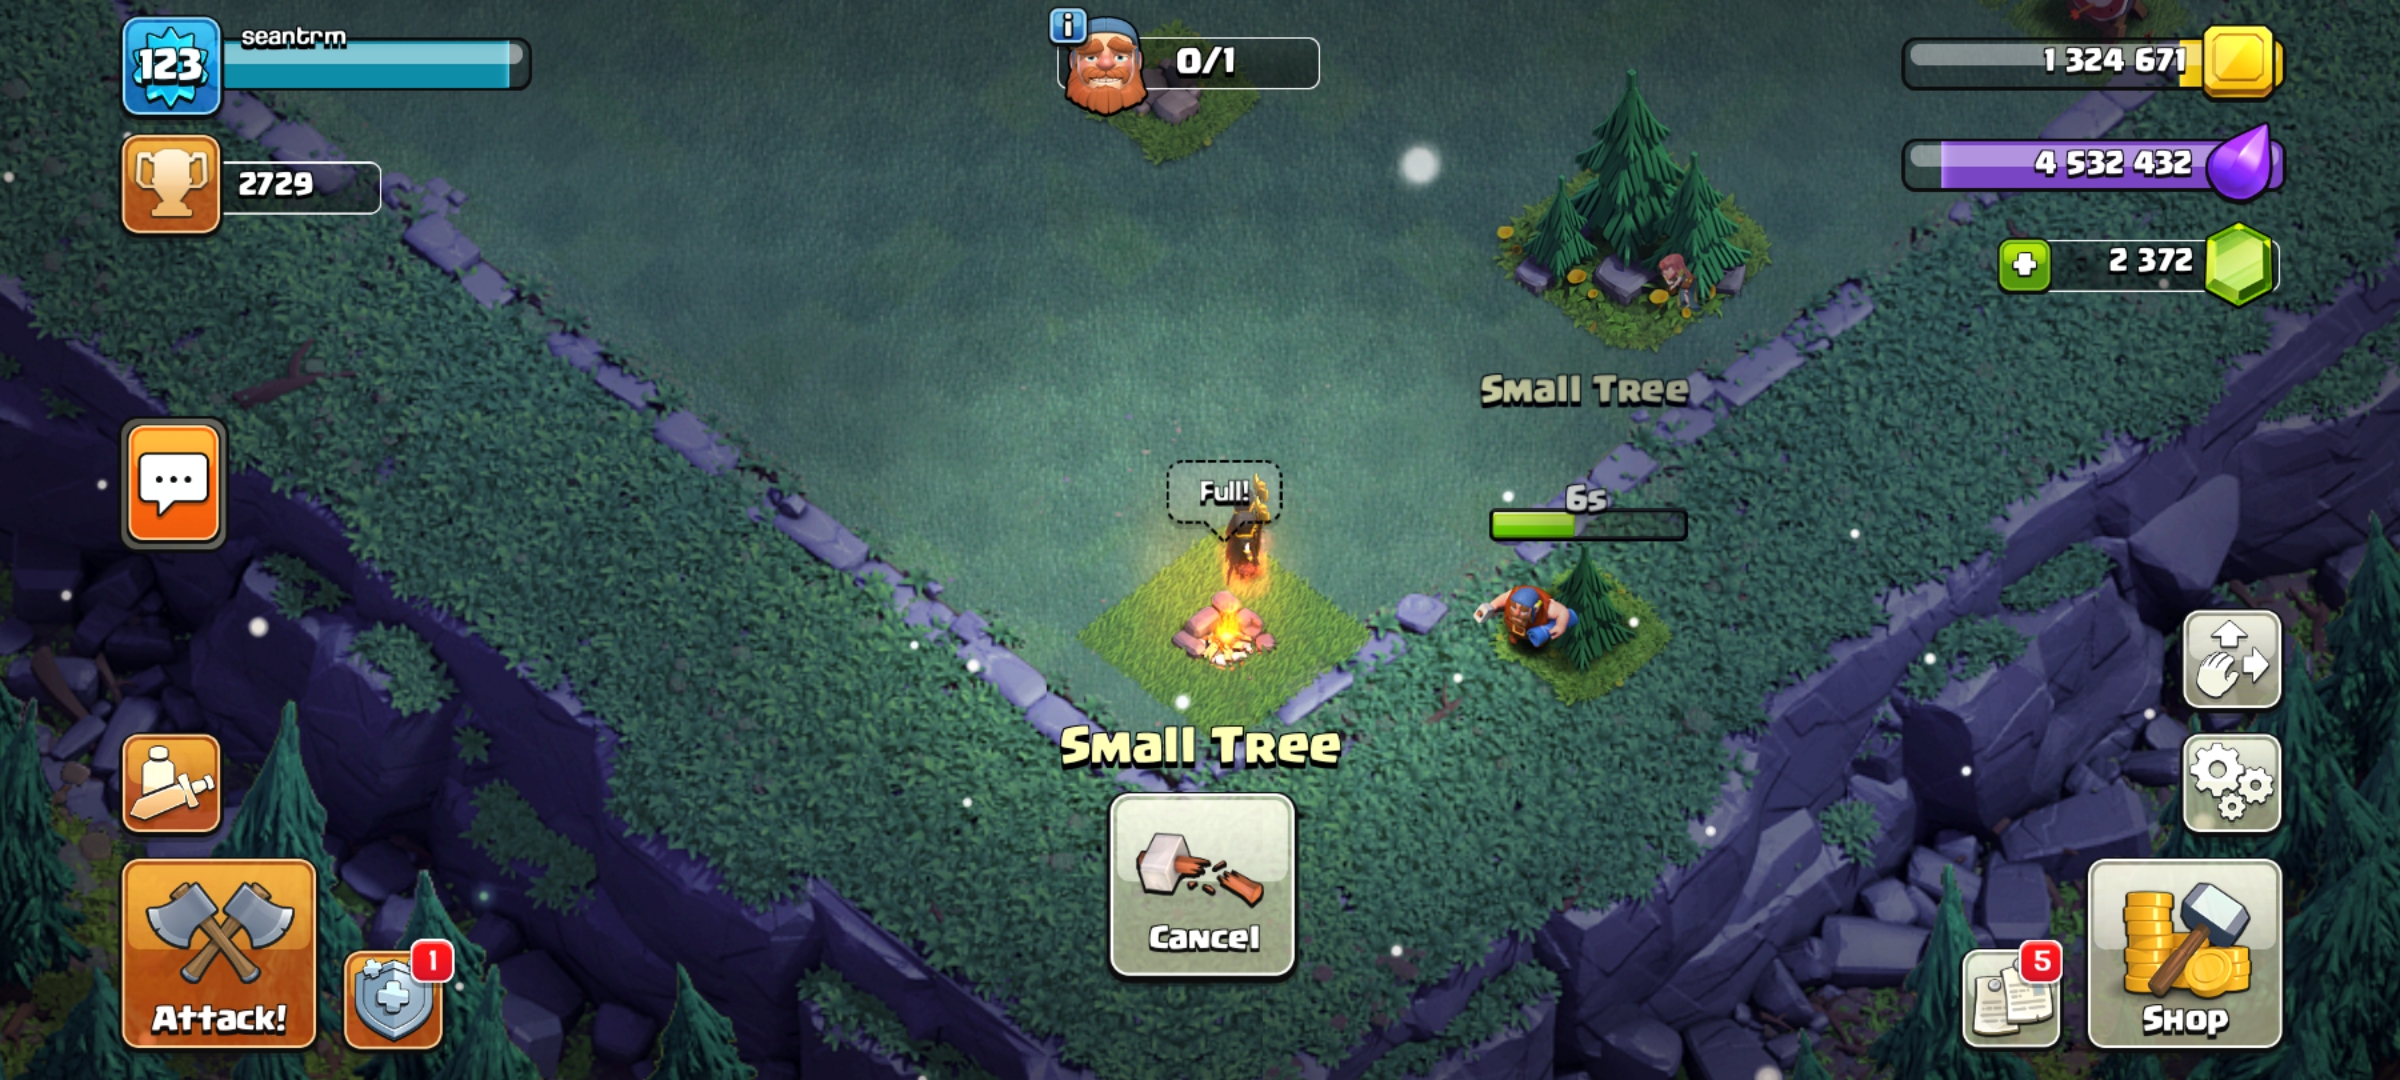 seantrm
123
0/1
1 324 671
2729
4 532 432
2 372
Small Tree
Full!
6s
Small Tree
Cancel
1
5
Attack!
Shop